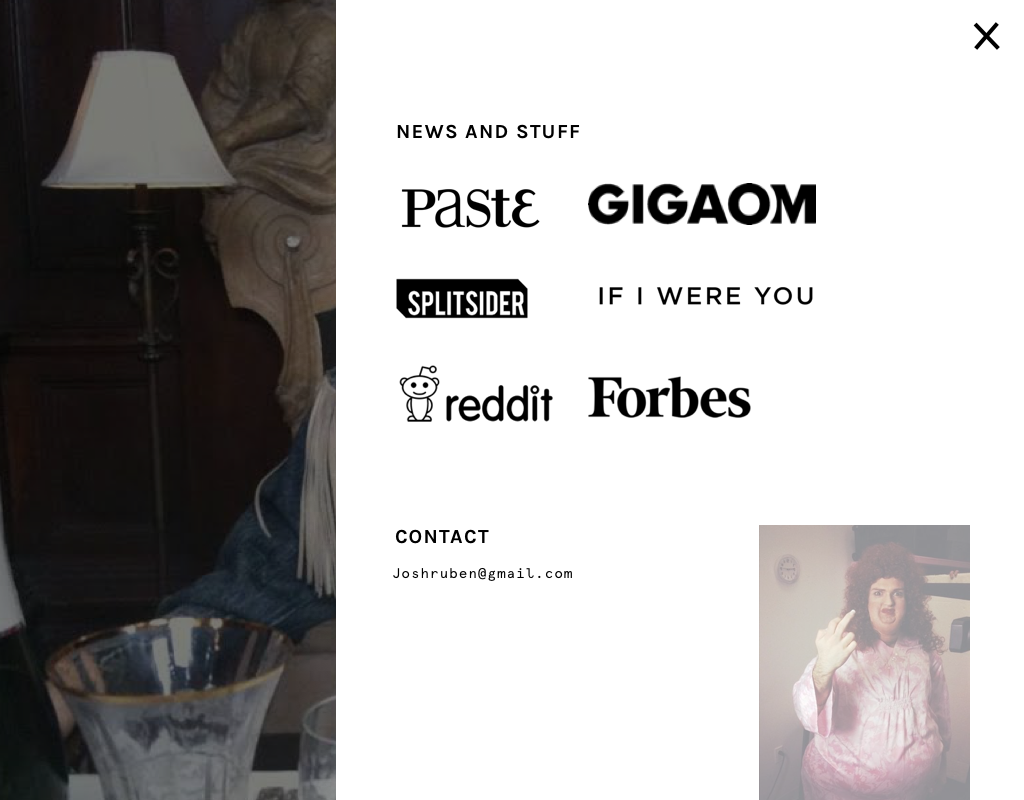 NEWS AND STUFF
Paste GIGAOM
SPLITSIDER IF I WERE YOU
reddit Forbes
CONTACT
Joshruben@gmail.com